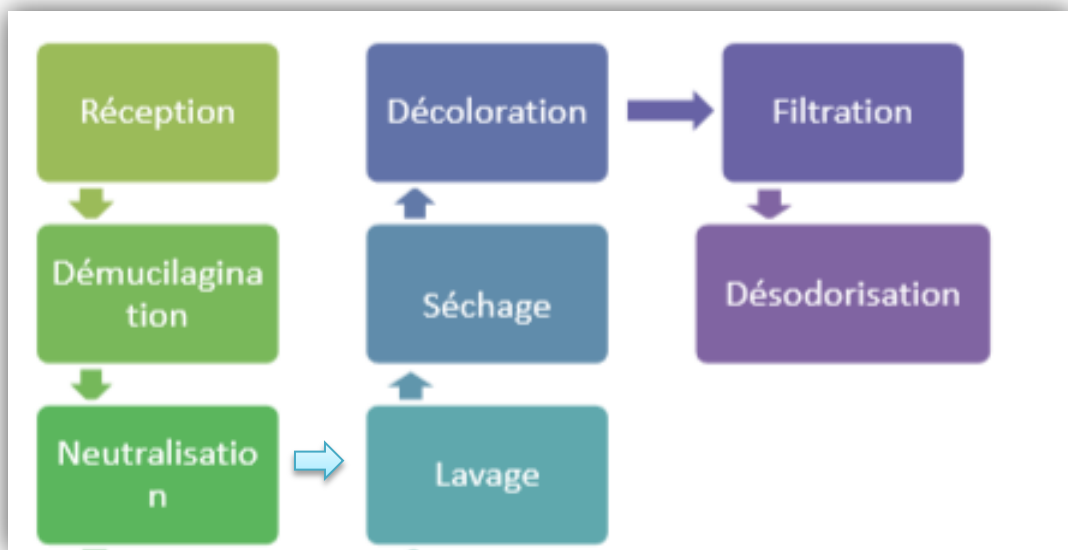 Réception
Démucilagina
tion
Neutralisatio
n
Lavage
Séchage
Décoloration
Filtration
Désodorisation